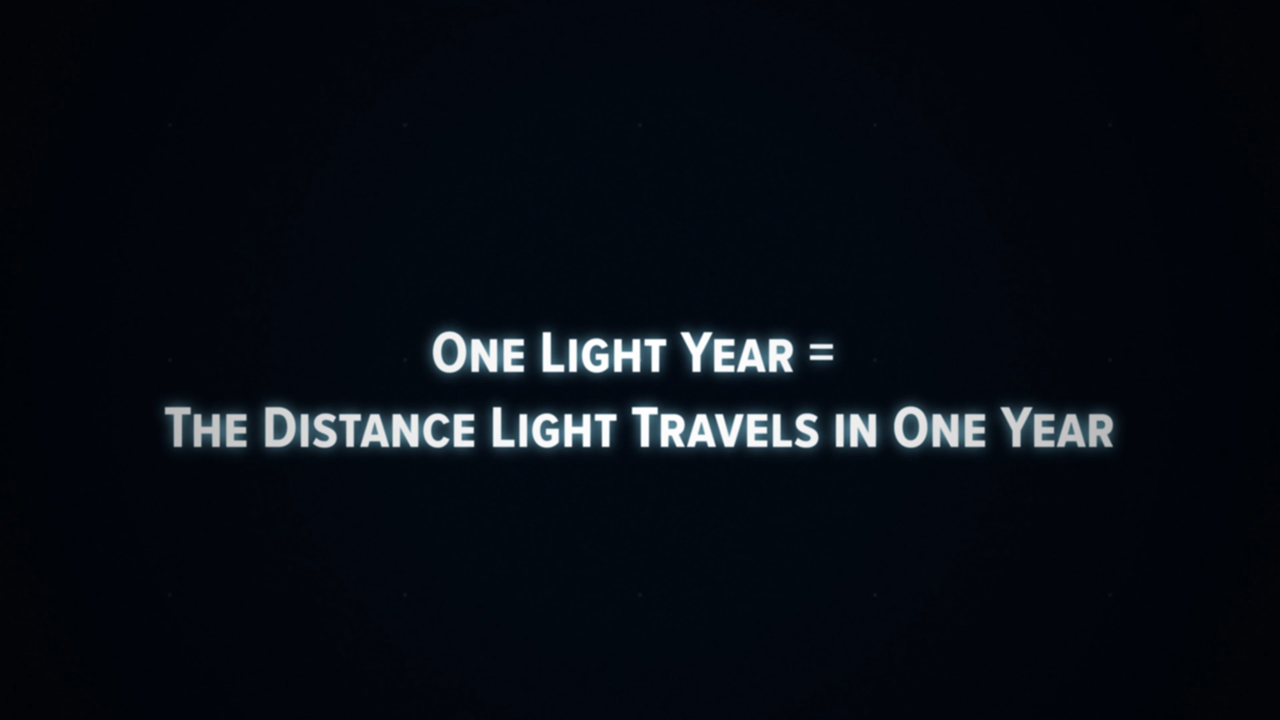 One Light Year =
The Distance Light Travels in One Year